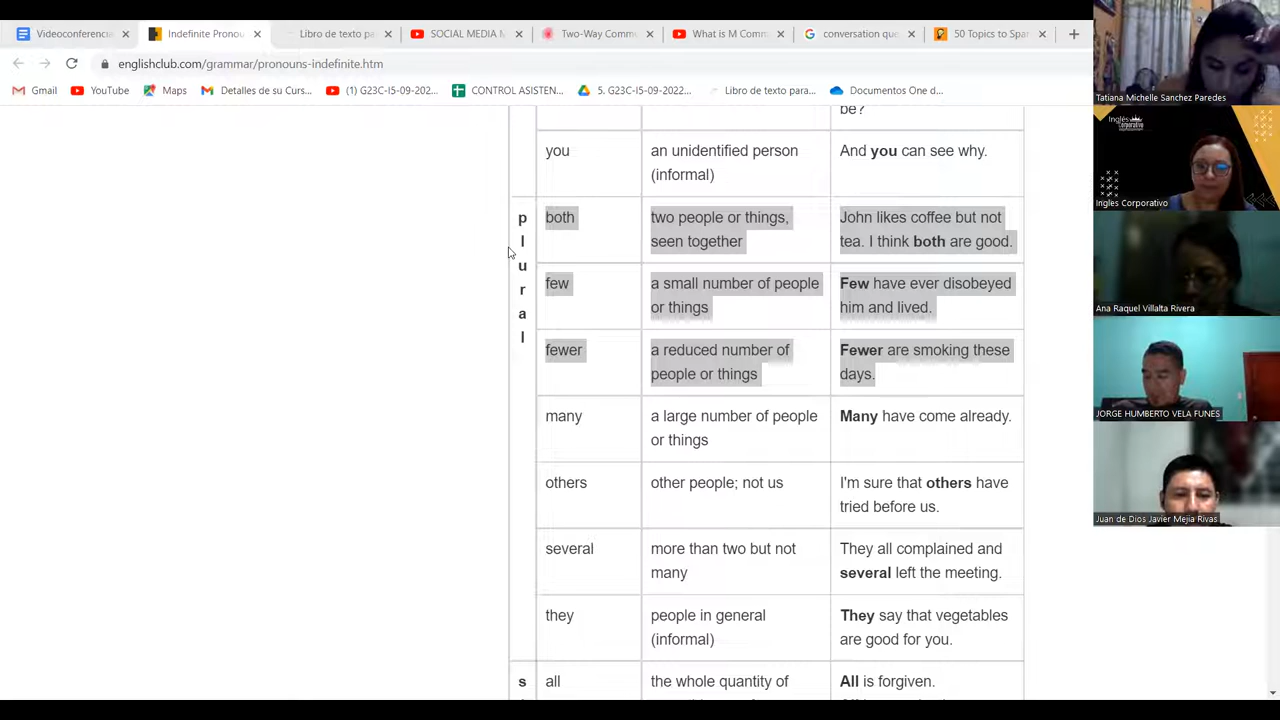 Videoconferencia
Indefinite Pronou
Libro de texto pa
SOCIAL MEDIA M
Two-Way Commu
What is M Comm
conversation que
50 Topics to Spar
englishclub.com/grammar/pronouns-indefinite.htm
Gmail
YouTube
Maps
Detalles de su Curs...
(1) G23C-I5-09-202...
CONTROL ASISTEN...
5. G23C-I5-09-2022...
Libro de texto para...
Documentos One d...
be?
you
an unidentified person
(informal)
And you can see why.
plural
both
two people or things,
seen together
John likes coffee but not
tea. I think both are good.
few
a small number of people
or things
Few have ever disobeyed
him and lived.
fewer
a reduced number of
people or things
Fewer are smoking these
days.
many
a large number of people
or things
Many have come already.
others
other people; not us
I'm sure that others have
tried before us.
several
more than two but not
many
They all complained and
several left the meeting.
they
people in general
(informal)
They say that vegetables
are good for you.
s
all
the whole quantity of
All is forgiven.
Tatiana Michelle Sanchez Paredes
Inglés
Corporativo
Ingles Corporativo
Ana Raquel Villalta Rivera
JORGE HUMBERTO VELA FUNES
Juan de Dios Javier Mejia Rivas